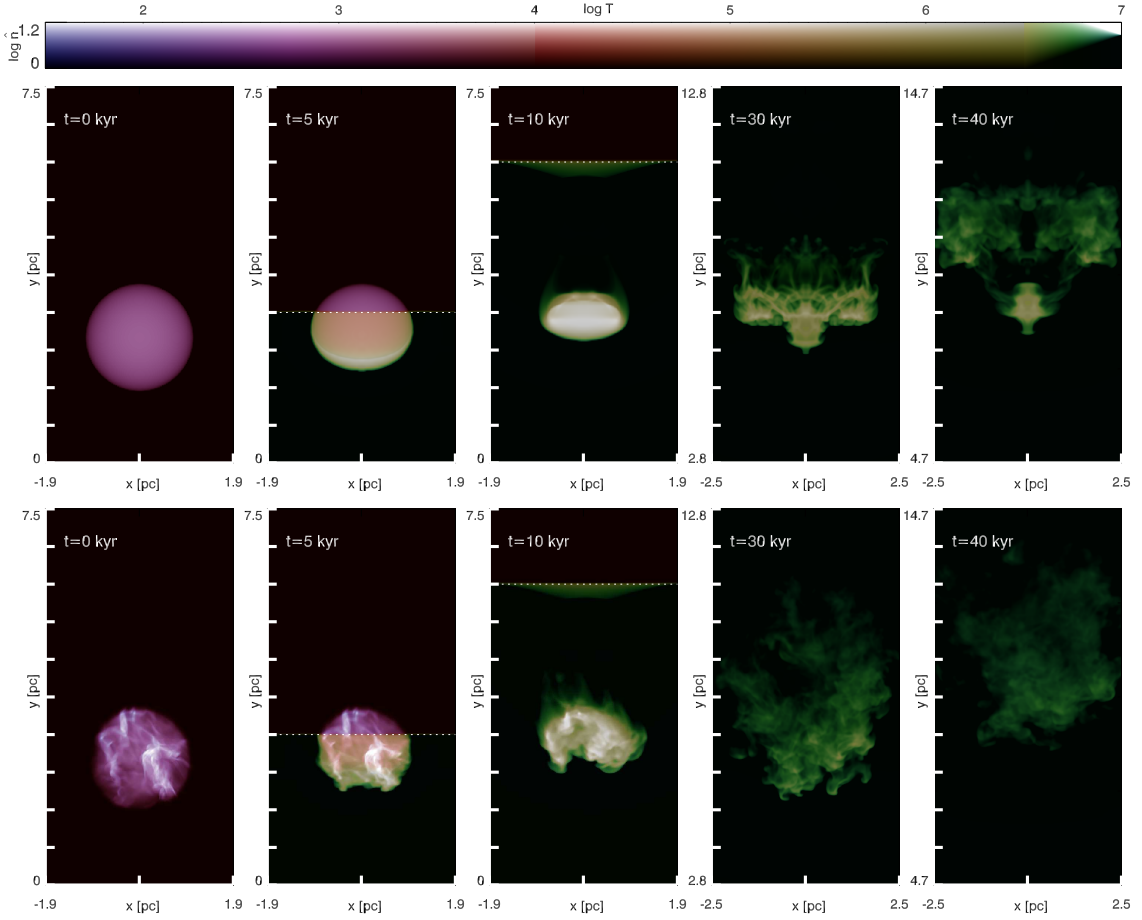 2 3 4 log T 5 6 7
log n̂ 1.2
0
7.5 7.5 7.5 12.8 14.7
t=0 kyr t=5 kyr t=10 kyr t=30 kyr t=40 kyr
y [pc] y [pc] y [pc] y [pc] y [pc]
0 0 0 2.8 4.7
-1.9 x [pc] 1.9 -1.9 x [pc] 1.9 -1.9 x [pc] 1.9 -2.5 x [pc] 2.5 -2.5 x [pc] 2.5
7.5 7.5 7.5 12.8 14.7
t=0 kyr t=5 kyr t=10 kyr t=30 kyr t=40 kyr
y [pc] y [pc] y [pc] y [pc] y [pc]
0 0 0 2.8 4.7
-1.9 x [pc] 1.9 -1.9 x [pc] 1.9 -1.9 x [pc] 1.9 -2.5 x [pc] 2.5 -2.5 x [pc] 2.5